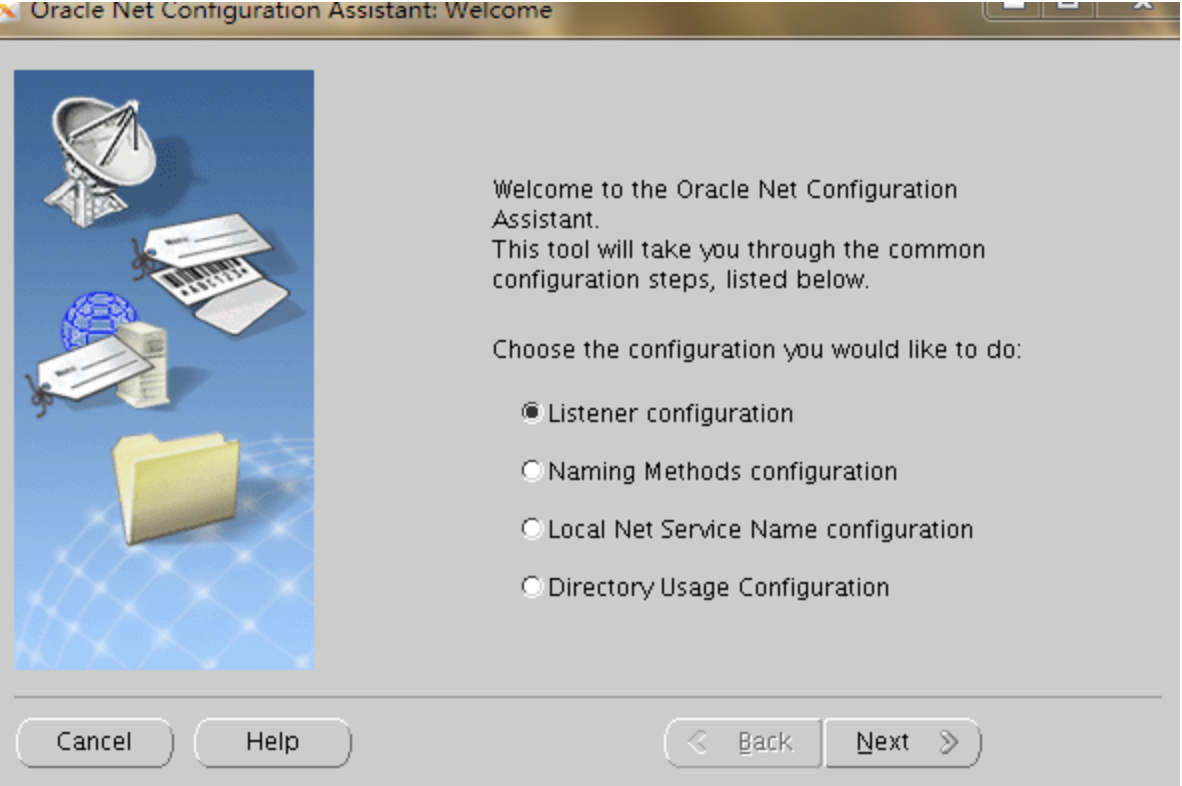 Oracle Net Configuration Assistant: Welcome
Welcome to the Oracle Net Configuration
Assistant.
This tool will take you through the common
configuration steps, listed below.
Choose the configuration you would like to do:
Listener configuration
Naming Methods configuration
Local Net Service Name configuration
Directory Usage Configuration
*ABC123*
Cancel
Help
Back
Next